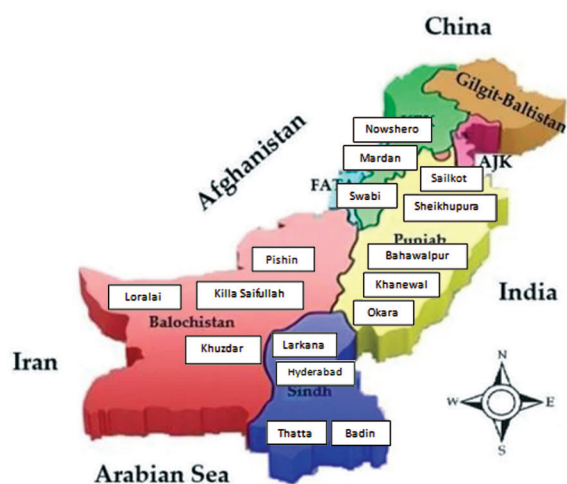 China
Gilgit-Baltistan
Nowshero
Afghanistan
Mardan
AJK
FATA
Sailkot
Swabi
Sheikhupura
Punjab
Bahawalpur
Pishin
Khanewal
India
Loralai
Killa Saifullah
Okara
Balochistan
Iran
Khuzdar
Larkana
Hyderabad
Sindh
N
W
E
S
Thatta
Badin
Arabian Sea